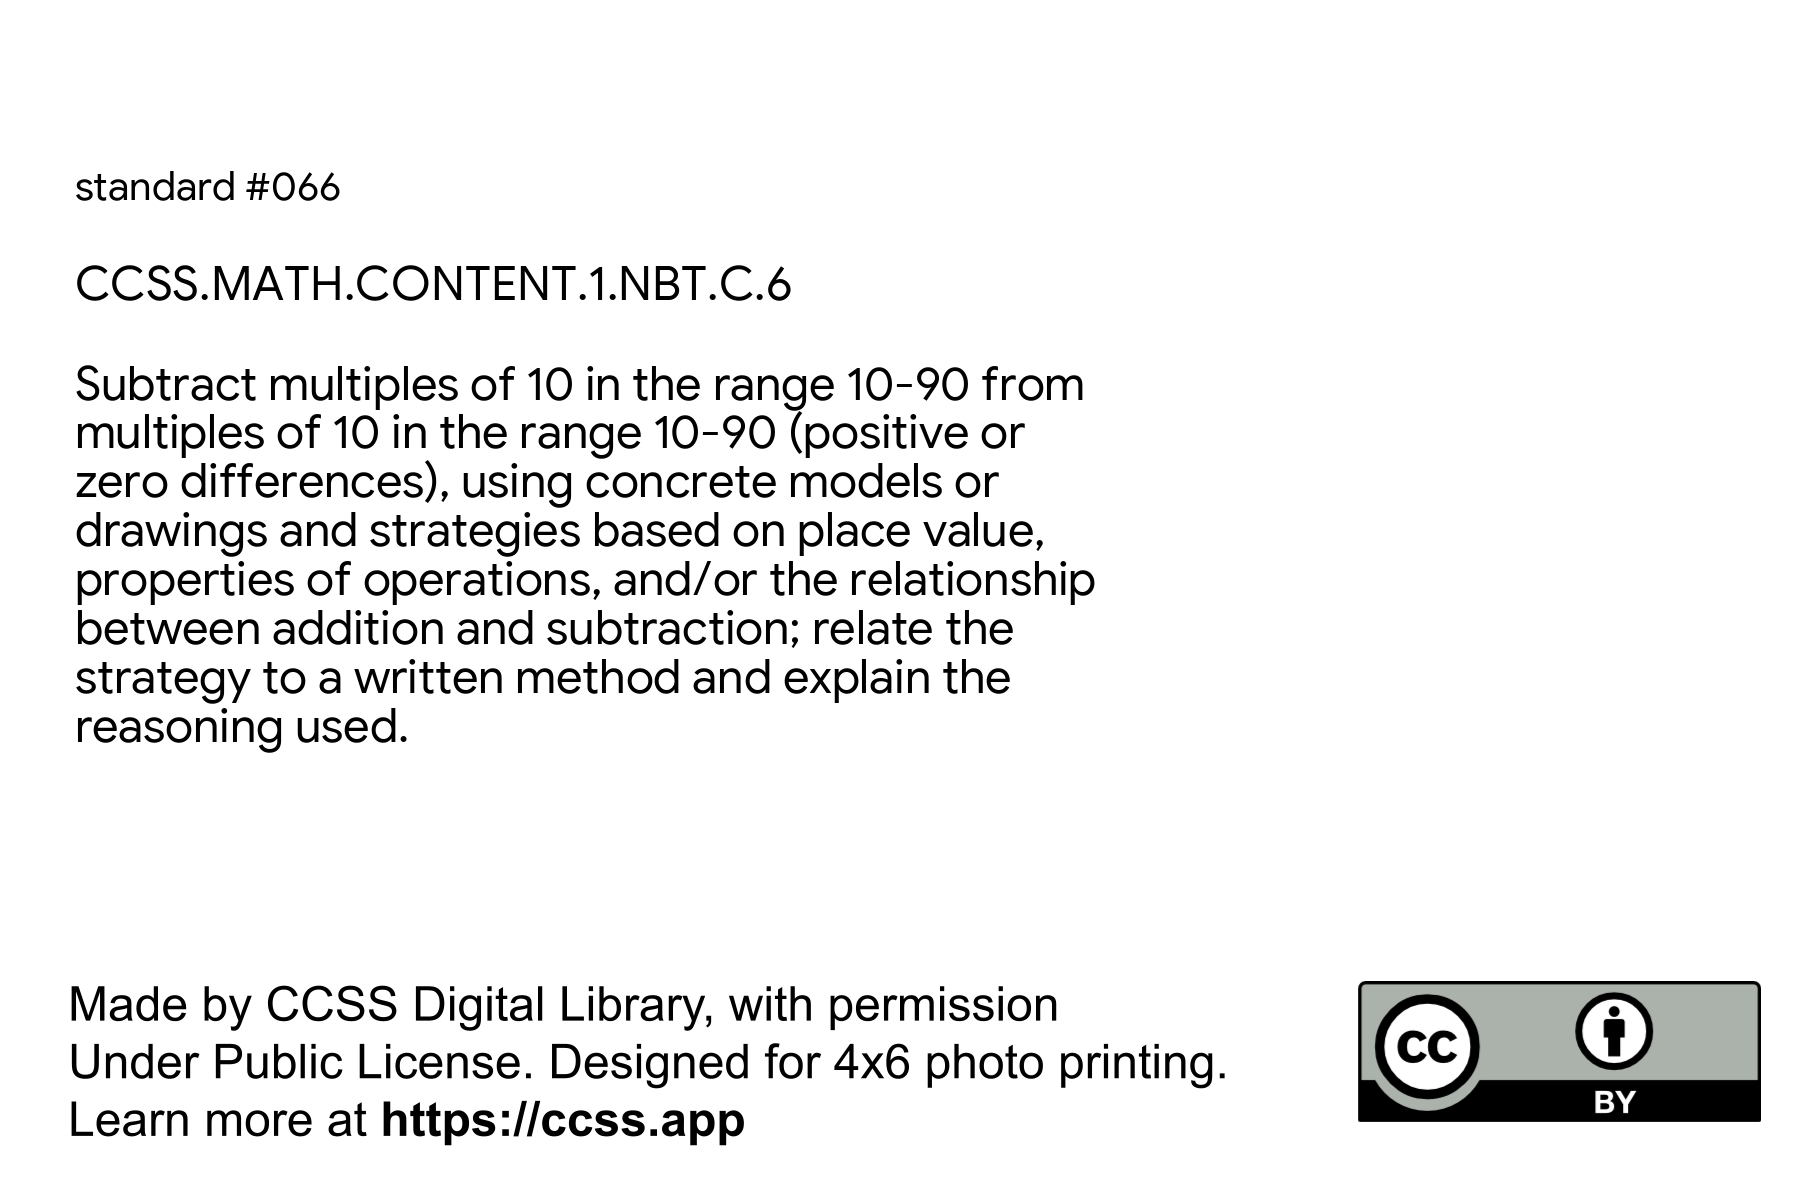 standard #066
CCSS.MATH.CONTENT.1.NBT.C.6
Subtract multiples of 10 in the range 10-90 from
multiples of 10 in the range 10-90 (positive or
zero differences), using concrete models or
drawings and strategies based on place value,
properties of operations, and/or the relationship
between addition and subtraction; relate the
strategy to a written method and explain the
reasoning used.
Made by CCSS Digital Library, with permission
Under Public License. Designed for 4x6 photo printing.
Learn more at https://ccss.app
cc
BY